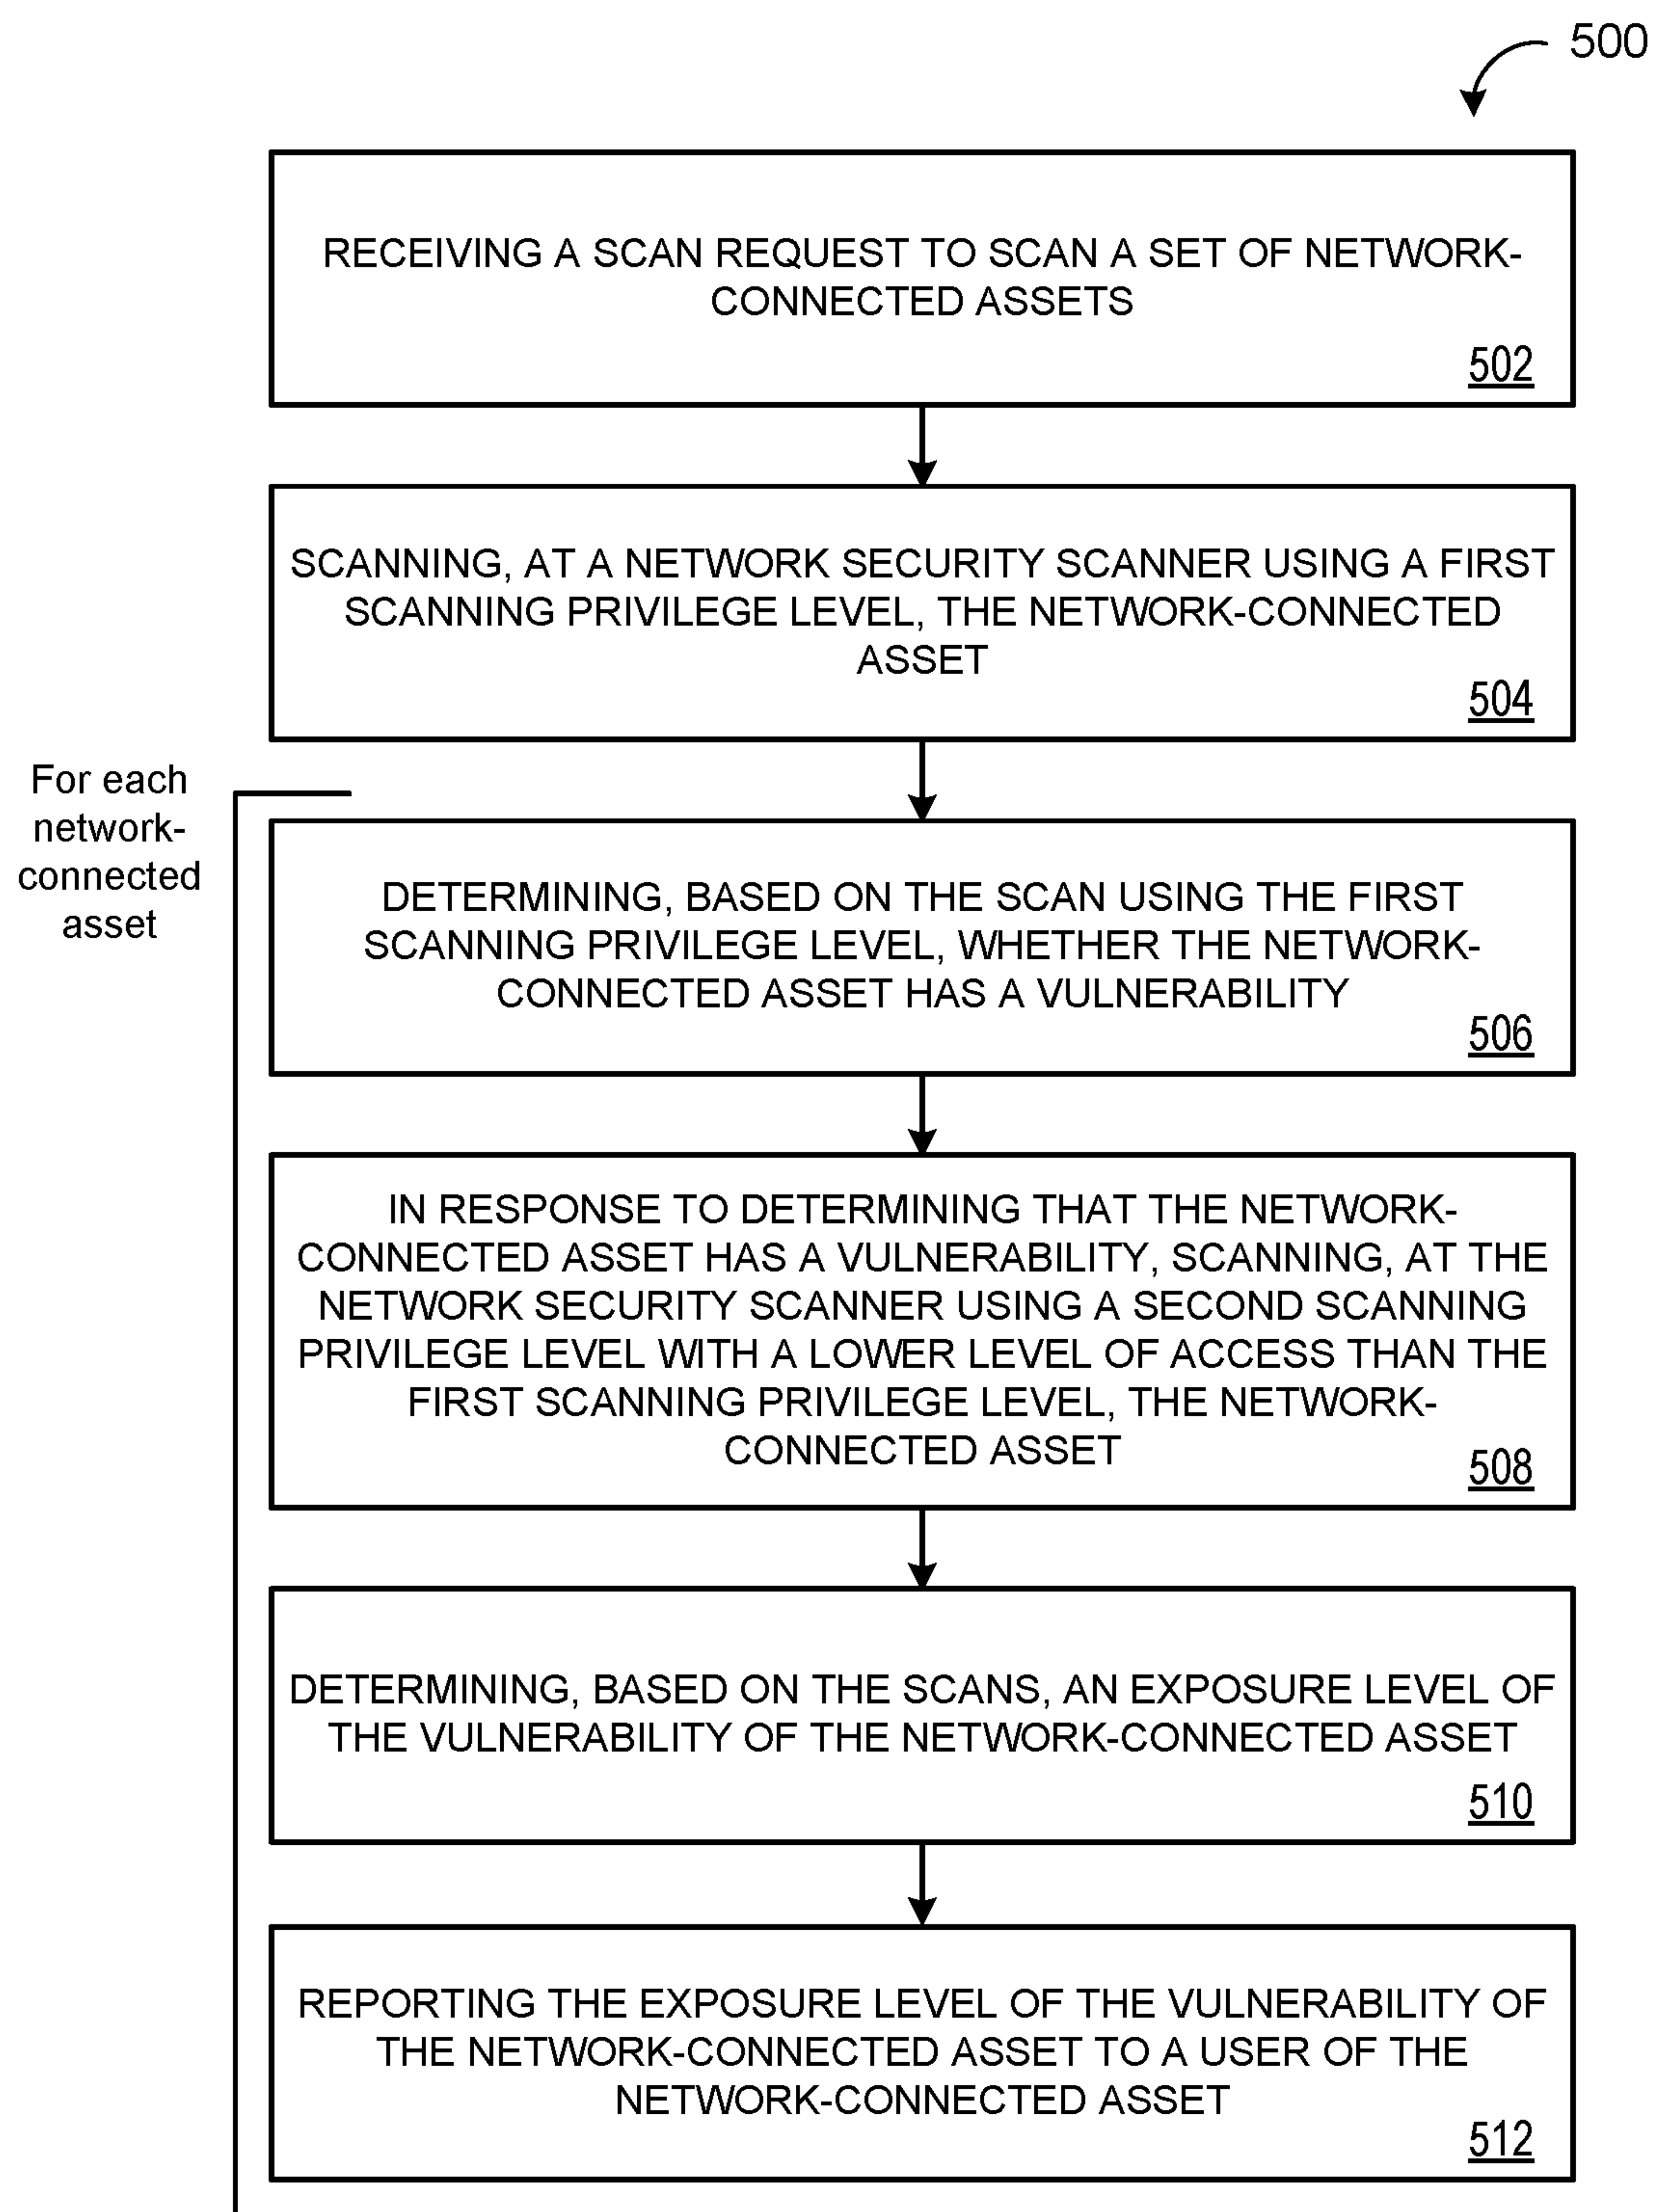 500
RECEIVING A SCAN REQUEST TO SCAN A SET OF NETWORK-
CONNECTED ASSETS
502
SCANNING, AT A NETWORK SECURITY SCANNER USING A FIRST
SCANNING PRIVILEGE LEVEL, THE NETWORK-CONNECTED
ASSET
504
For each
network-
connected
asset
DETERMINING, BASED ON THE SCAN USING THE FIRST
SCANNING PRIVILEGE LEVEL, WHETHER THE NETWORK-
CONNECTED ASSET HAS A VULNERABILITY
506
IN RESPONSE TO DETERMINING THAT THE NETWORK-
CONNECTED ASSET HAS A VULNERABILITY, SCANNING, AT THE
NETWORK SECURITY SCANNER USING A SECOND SCANNING
PRIVILEGE LEVEL WITH A LOWER LEVEL OF ACCESS THAN THE
FIRST SCANNING PRIVILEGE LEVEL, THE NETWORK-
CONNECTED ASSET
508
DETERMINING, BASED ON THE SCANS, AN EXPOSURE LEVEL OF
THE VULNERABILITY OF THE NETWORK-CONNECTED ASSET
510
REPORTING THE EXPOSURE LEVEL OF THE VULNERABILITY OF
THE NETWORK-CONNECTED ASSET TO A USER OF THE
NETWORK-CONNECTED ASSET
512